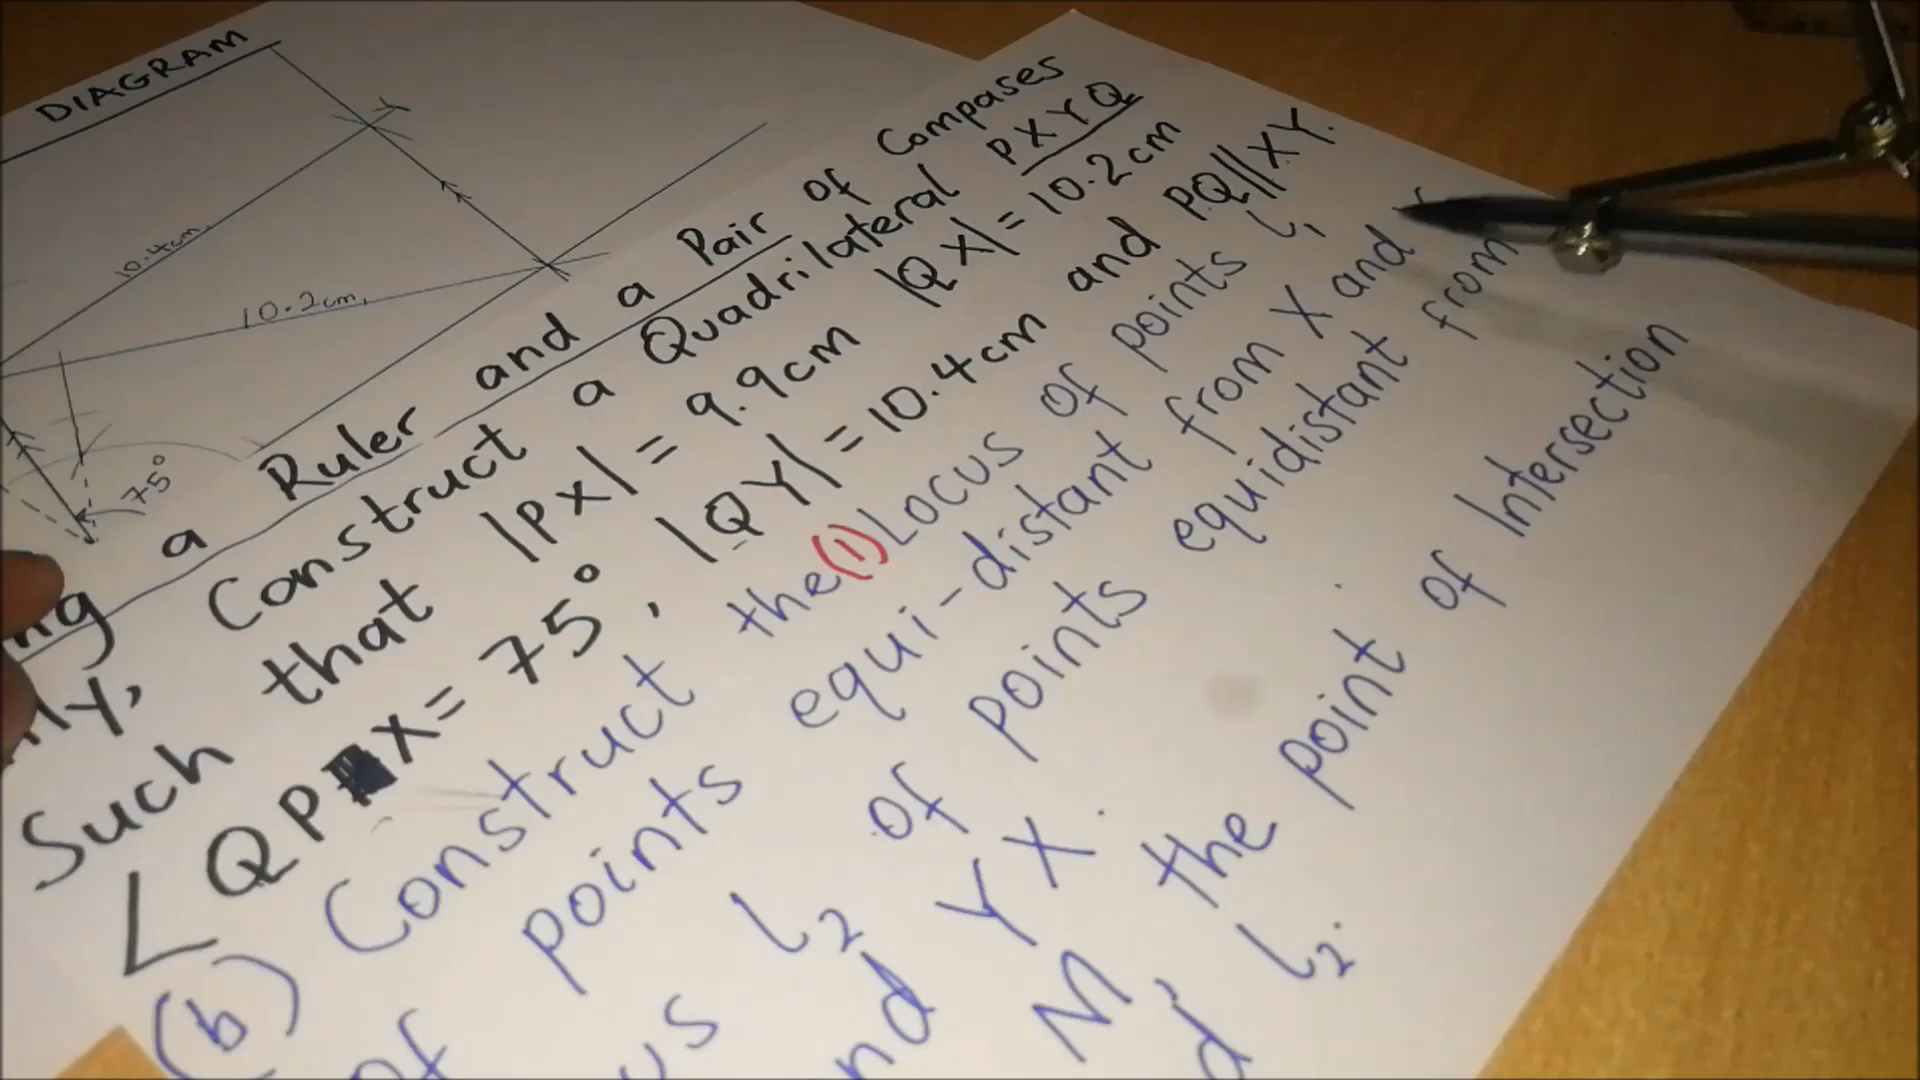 DIAGRAM
10.4cm
10.2cm
75°
a Ruler and a Pair of Compases
Construct a Quadrilateral PXYQ
Such that |PX| = 9.9cm |QX| = 10.2cm
∠QPX = 75°, |QY| = 10.4cm and PQ||XY.
(b) Construct the (1) Locus of points l₁
of points equi-distant from X and
l₂ of points equidistant from
YX.
M, the point of Intersection
l₂.